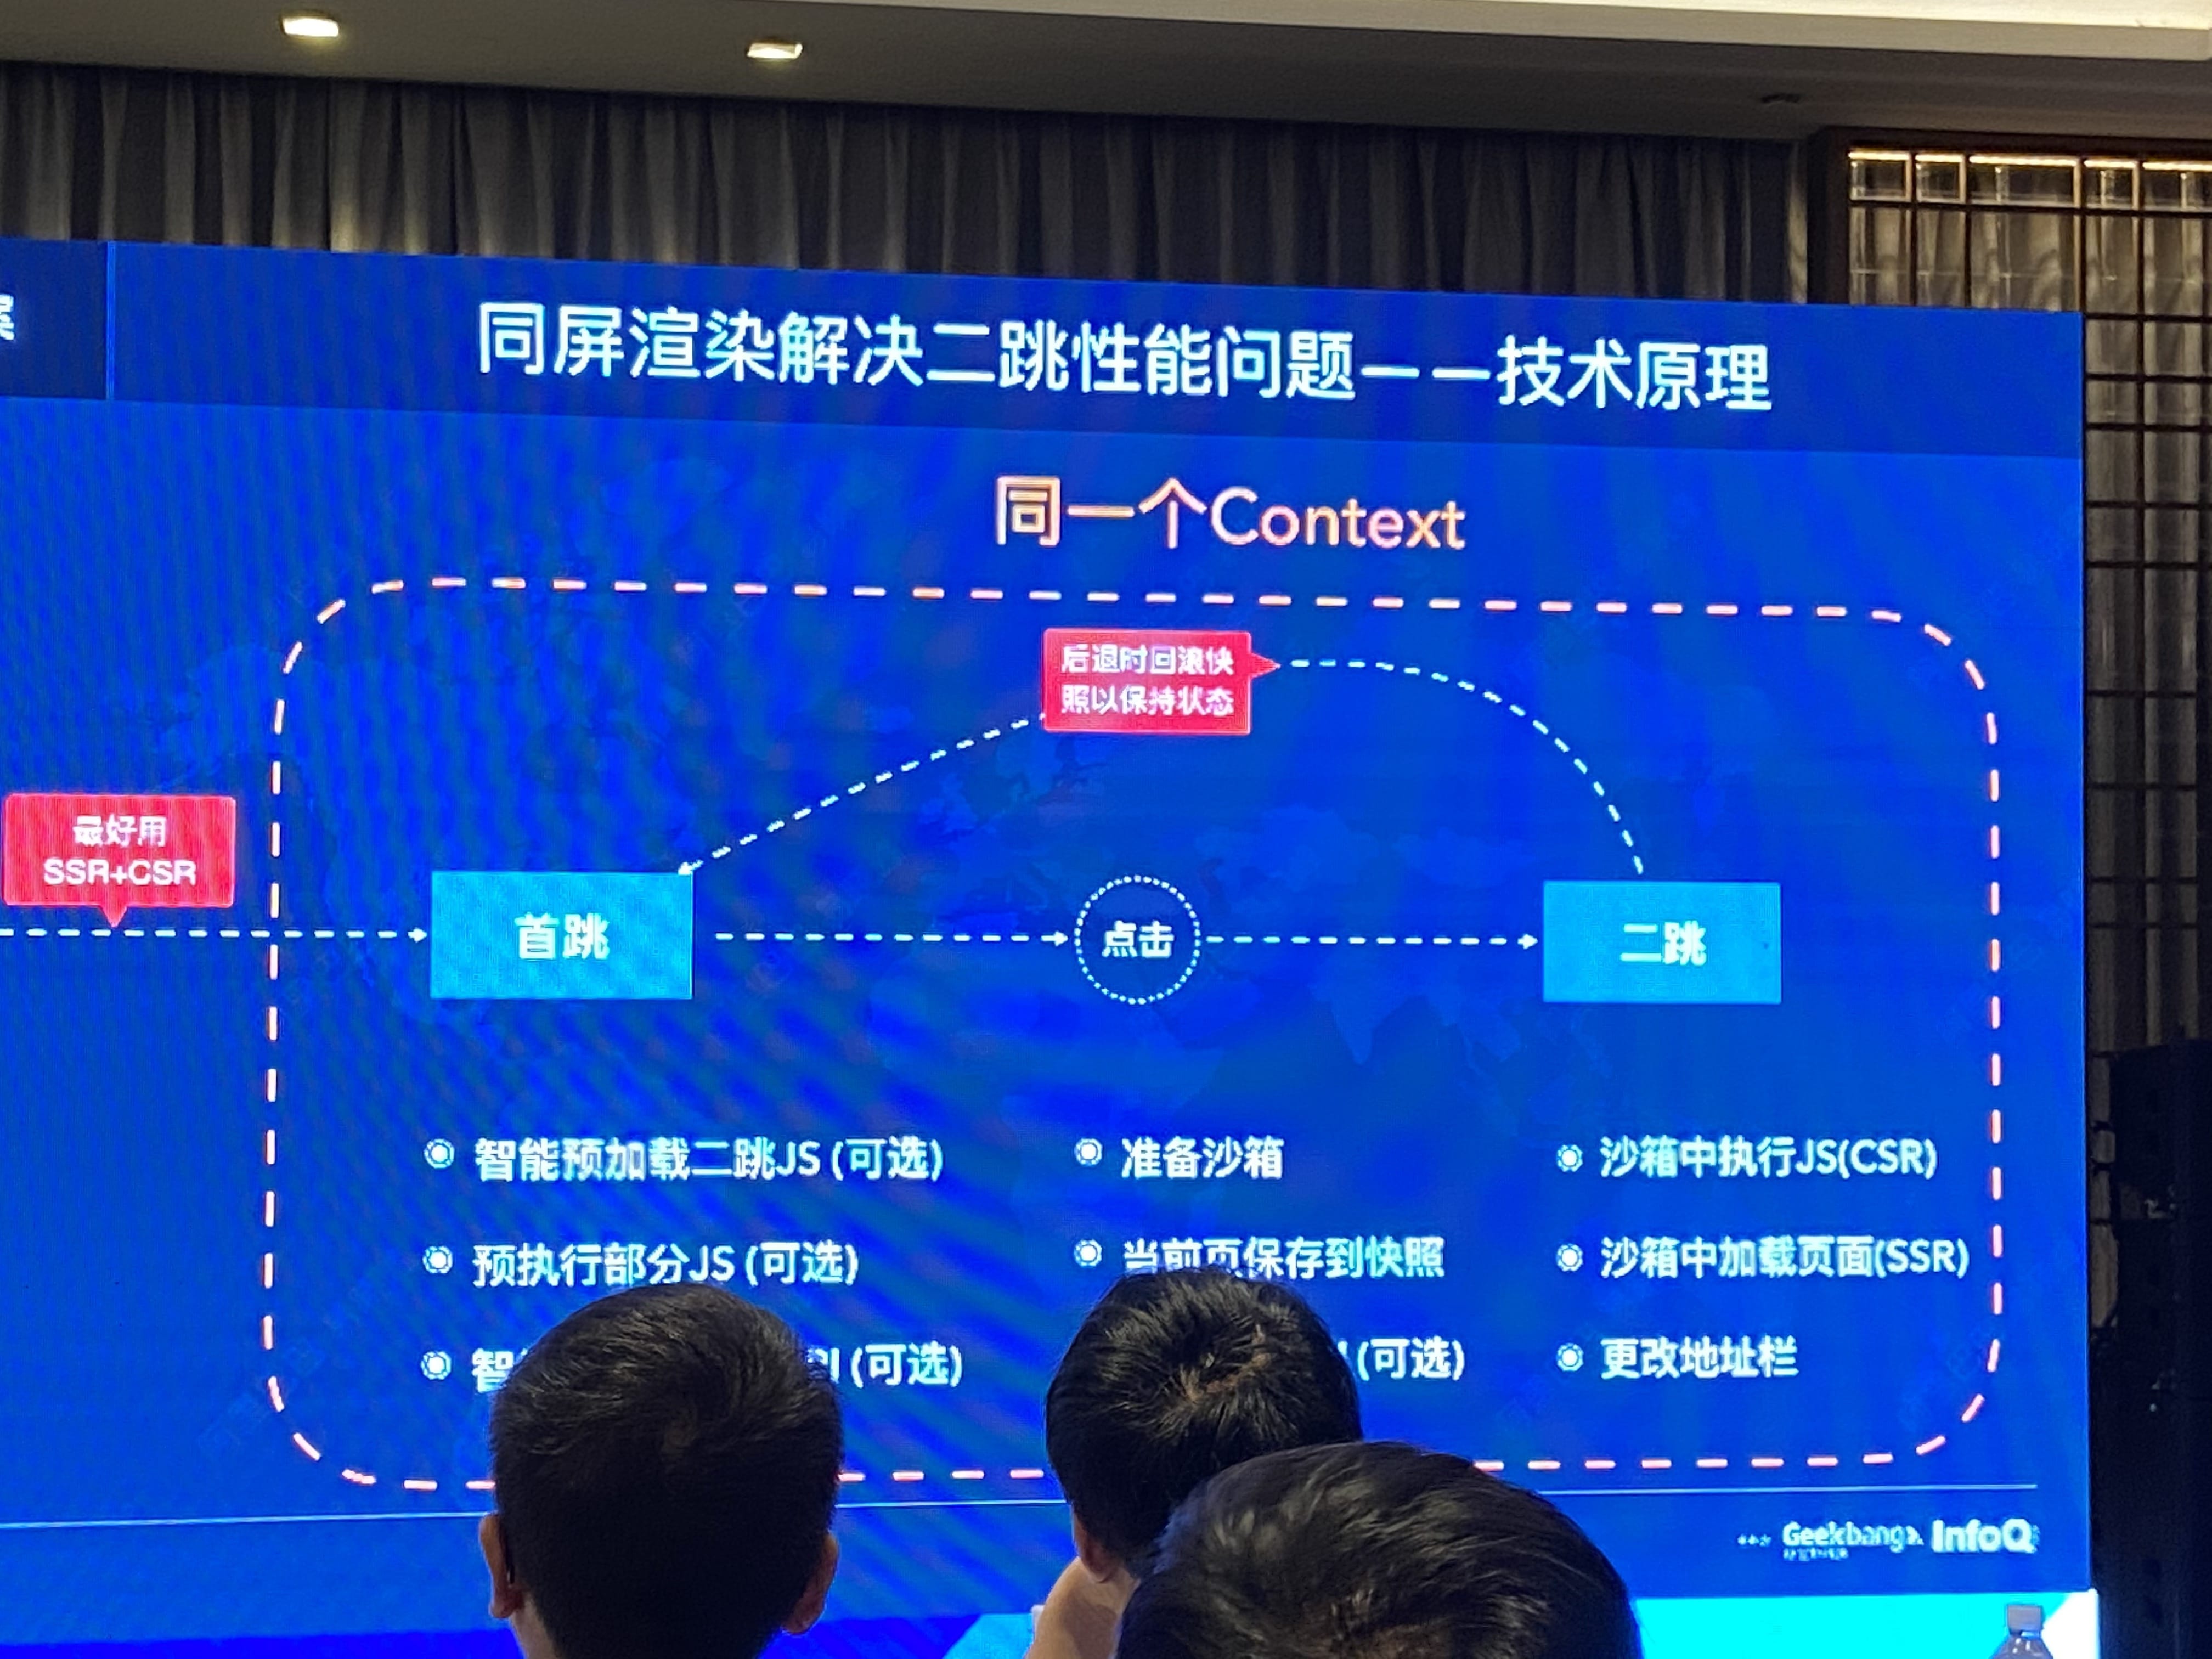 同屏渲染解决二跳性能问题——技术原理
同一个Context
后退时回滚快
照以保持状态
最好用
SSR+CSR
首跳
点击
二跳
智能预加载二跳JS (可选)
预执行部分JS (可选)
智 (可选)
准备沙箱
当前页保存到快照
(可选)
沙箱中执行JS(CSR)
沙箱中加载页面(SSR)
更改地址栏
Geekbang>.
InfoQ